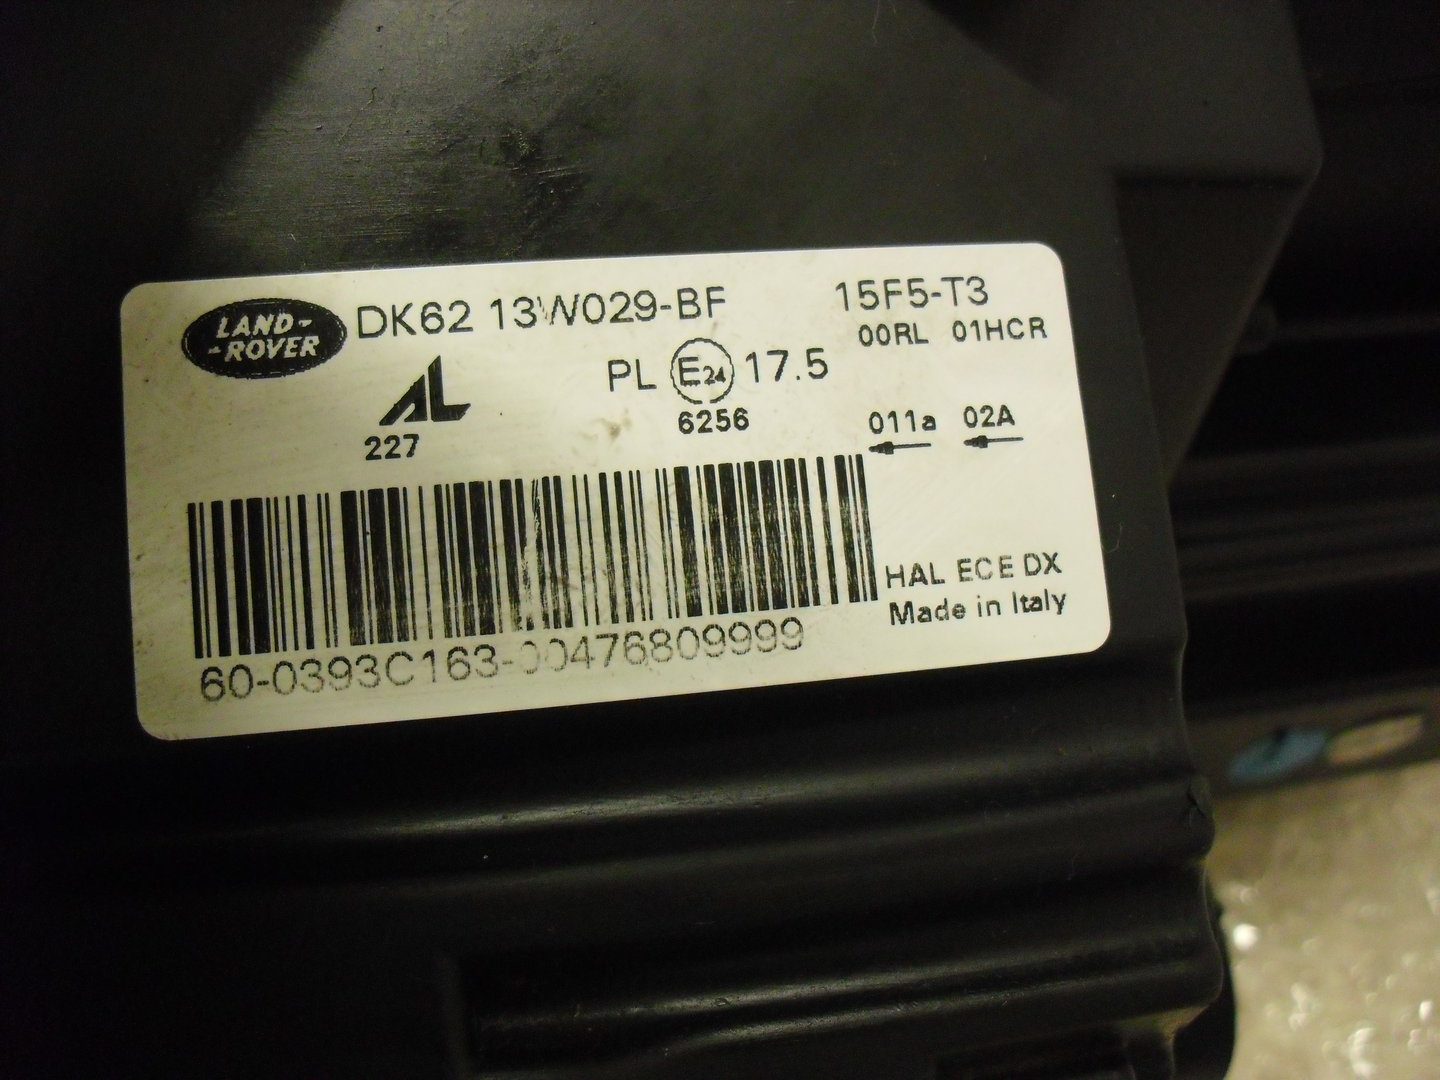 LAND-
-ROVER
DK62 13W029-BF
15F5-T3
00RL 01HCR
AL
PL E24 17.5
227
6256
011a 02A
HAL ECE DX
Made in Italy
60-0393C163-00476809999